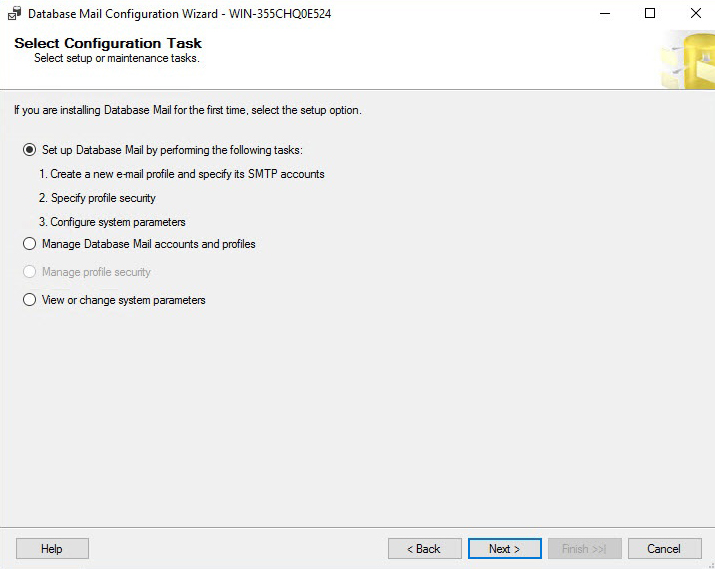 Database Mail Configuration Wizard - WIN-355CHQ0E524
Select Configuration Task
Select setup or maintenance tasks.
If you are installing Database Mail for the first time, select the setup option.
Set up Database Mail by performing the following tasks:
1. Create a new e-mail profile and specify its SMTP accounts
2. Specify profile security
3. Configure system parameters
Manage Database Mail accounts and profiles
Manage profile security
View or change system parameters
Help
< Back
Next >
Finish >>|
Cancel